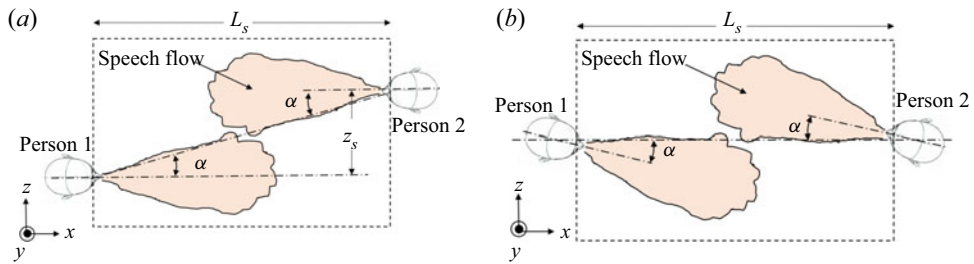 (a)
L_s
Speech flow
α
Person 1
Person 2
z_s
α
z
x
y
(b)
L_s
Speech flow
Person 1
Person 2
α
α
z
x
y